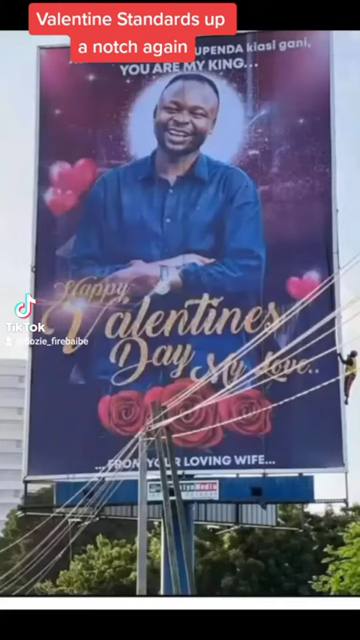 Valentine Standards up
a notch again
UPENDA kiasi gani,
YOU ARE MY KING...
Happy
Valentines
Day My Love..
...FROM YOUR LOVING WIFE...
TikTok